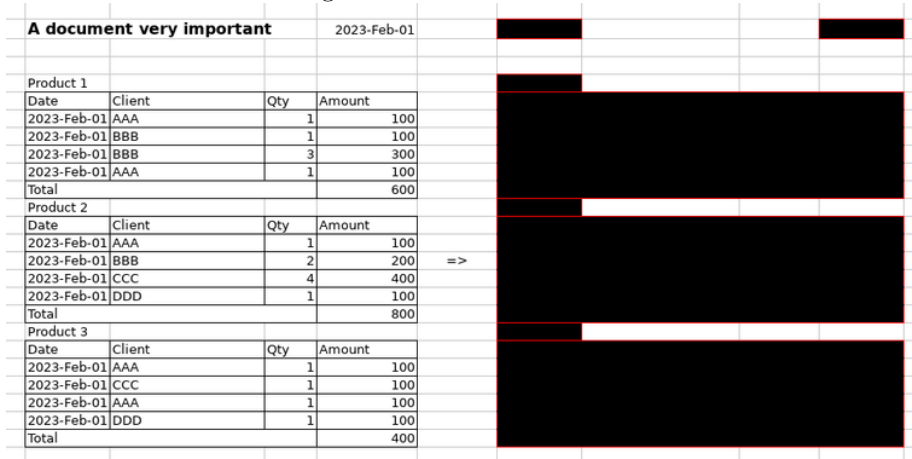 A document very important 2023-Feb-01
Product 1
Date Client Qty Amount
2023-Feb-01 AAA 1 100
2023-Feb-01 BBB 1 100
2023-Feb-01 BBB 3 300
2023-Feb-01 AAA 1 100
Total 600
Product 2
Date Client Qty Amount
2023-Feb-01 AAA 1 100
2023-Feb-01 BBB 2 200 =>
2023-Feb-01 CCC 4 400
2023-Feb-01 DDD 1 100
Total 800
Product 3
Date Client Qty Amount
2023-Feb-01 AAA 1 100
2023-Feb-01 CCC 1 100
2023-Feb-01 AAA 1 100
2023-Feb-01 DDD 1 100
Total 400